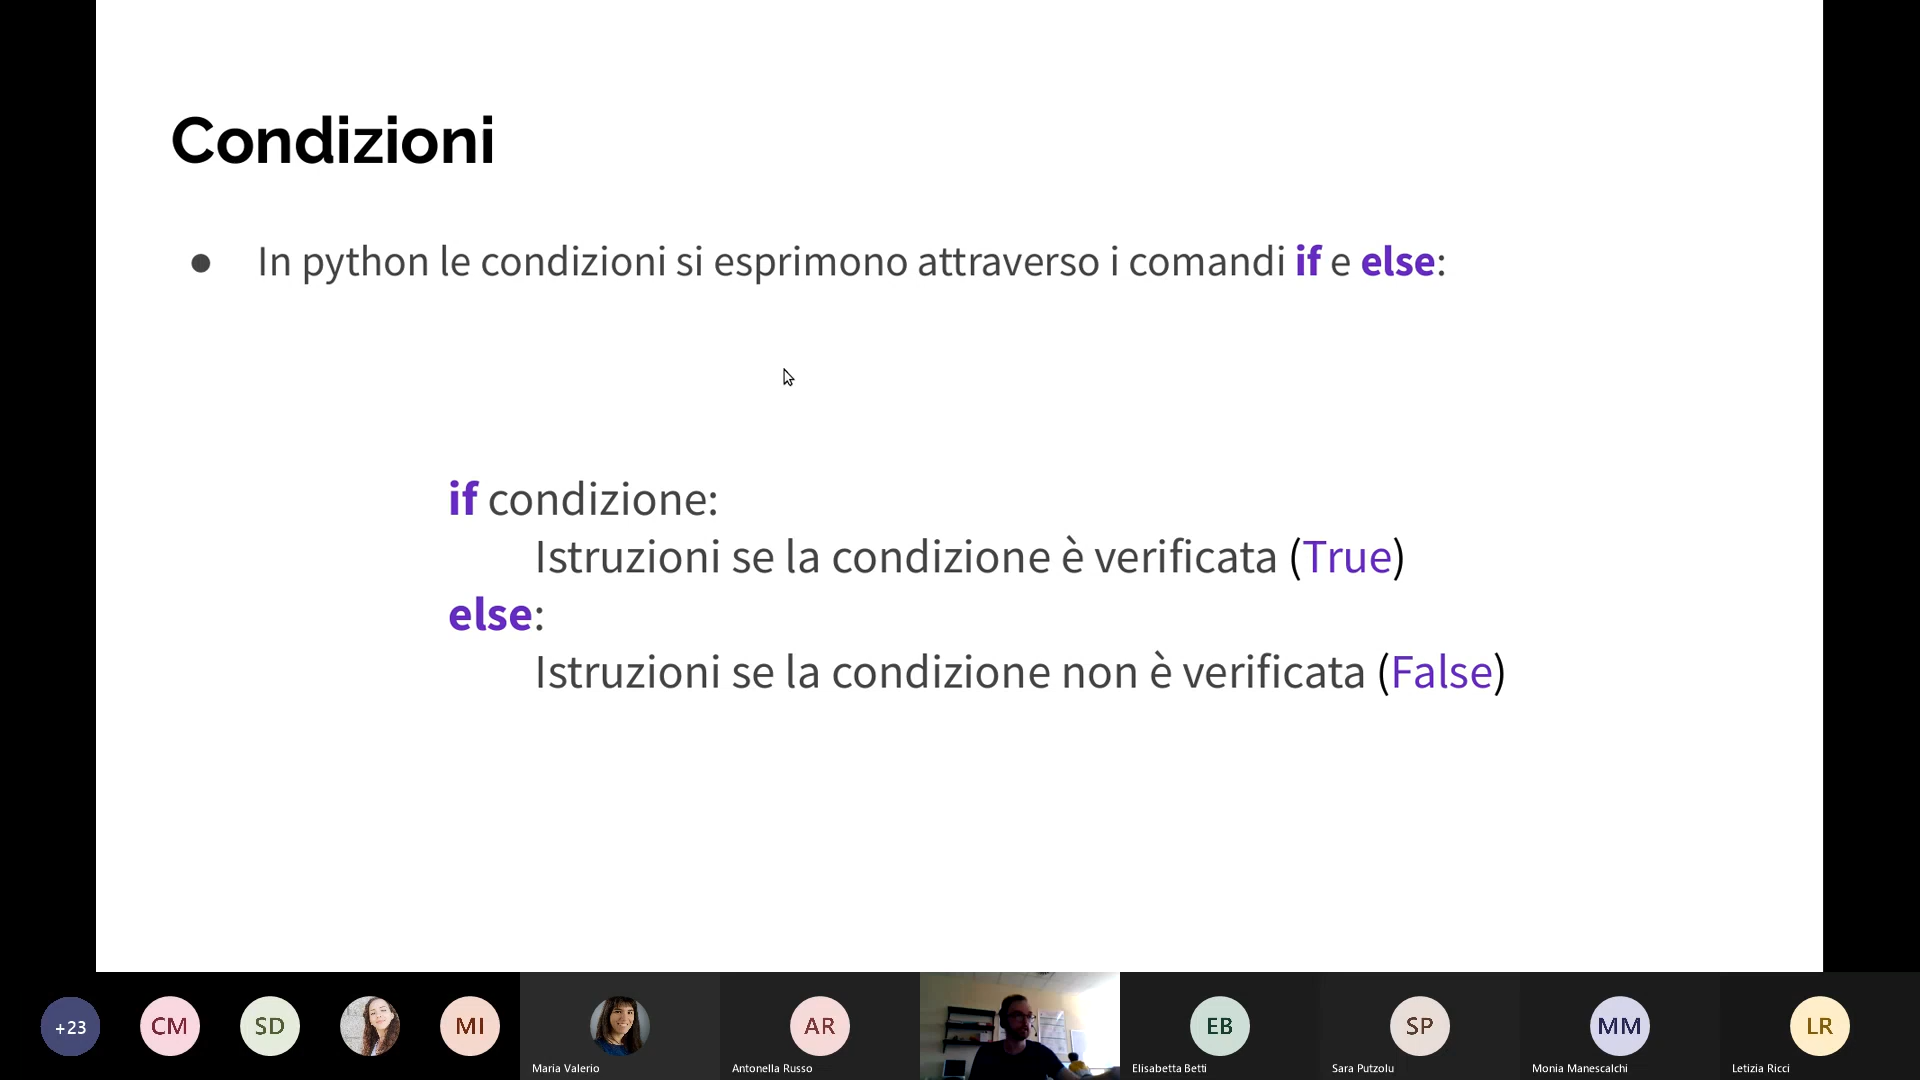 Condizioni
● In python le condizioni si esprimono attraverso i comandi if e else:
if condizione:
Istruzioni se la condizione è verificata (True)
else:
Istruzioni se la condizione non è verificata (False)
+23
CM
SD
MI
Maria Valerio
AR
Antonella Russo
EB
Elisabetta Betti
SP
Sara Putzolu
MM
Monia Manescalchi
LR
Letizia Ricci